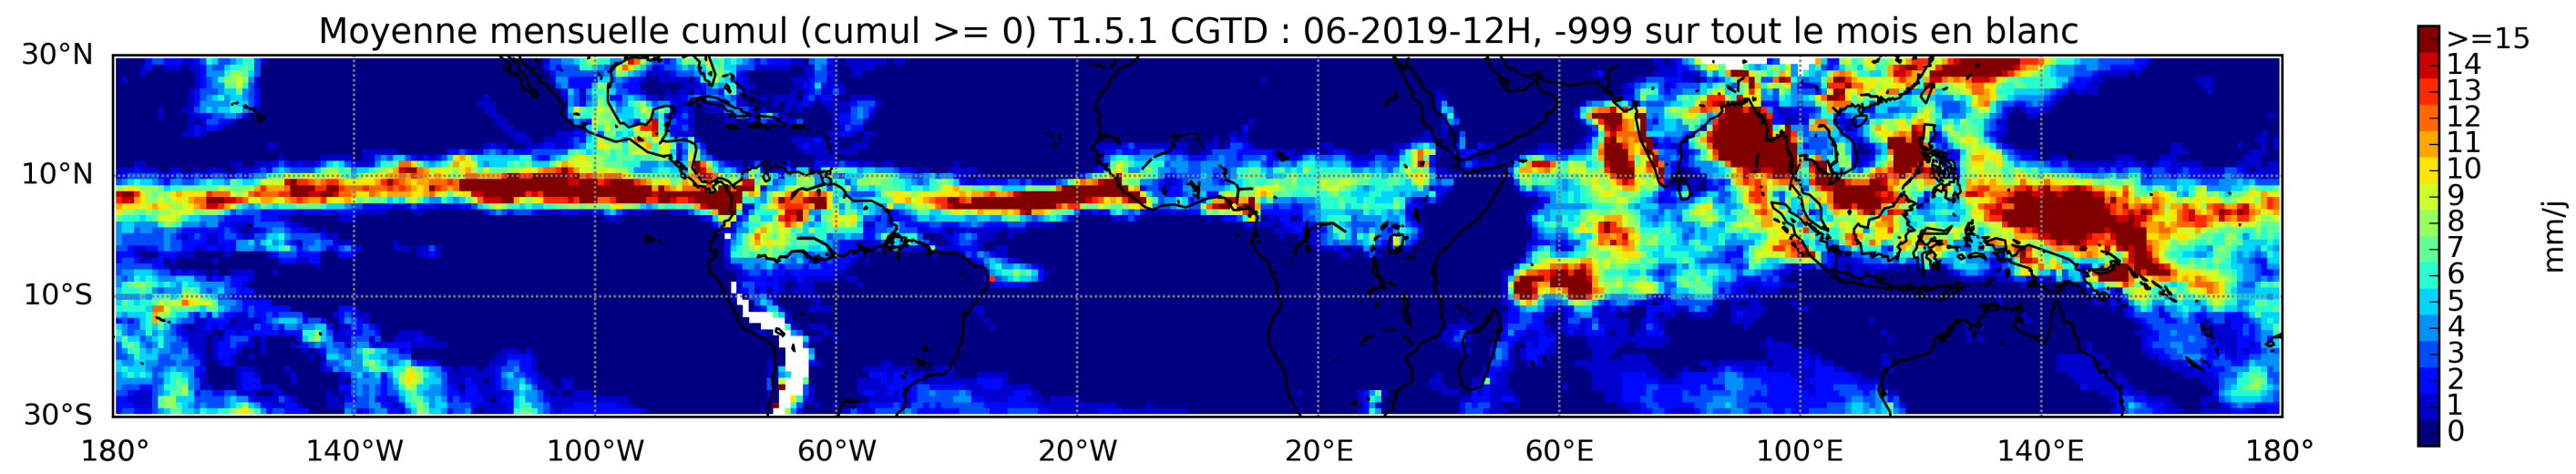 Moyenne mensuelle cumul (cumul >= 0) T1.5.1 CGTD : 06-2019-12H, -999 sur tout le mois en blanc
30°N
10°N
10°S
30°S
180°
140°W
100°W
60°W
20°W
20°E
60°E
100°E
140°E
180°
>=15
14
13
12
11
10
9
8
7
6
5
4
3
2
1
0
mm/j